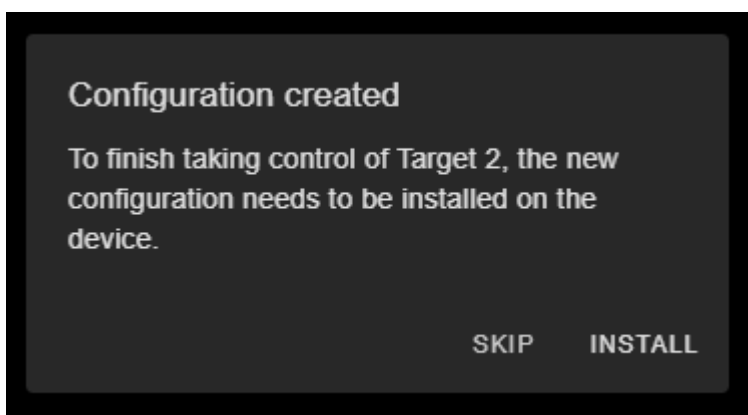 Configuration created
To finish taking control of Target 2, the new
configuration needs to be installed on the
device.
SKIP INSTALL